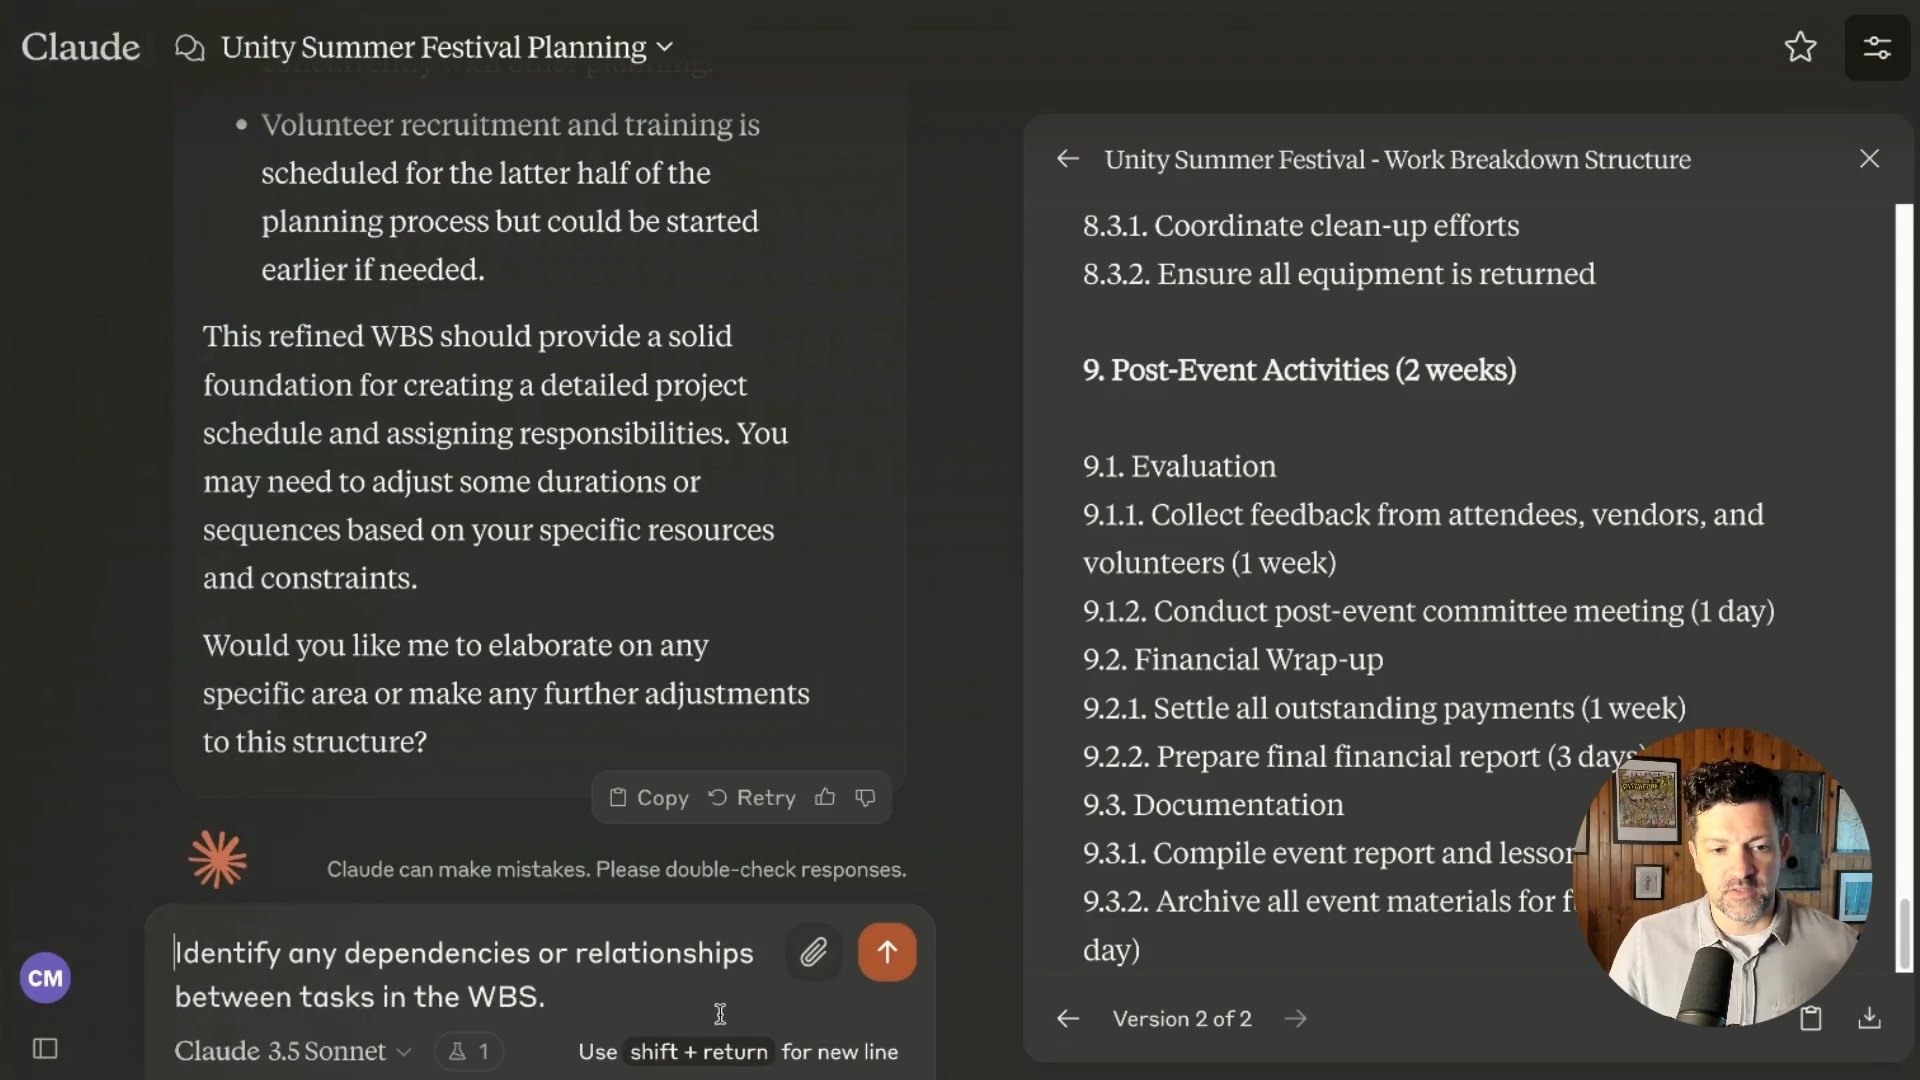 Claude
Unity Summer Festival Planning
concurrently with other planning.
• Volunteer recruitment and training is
scheduled for the latter half of the
planning process but could be started
earlier if needed.
This refined WBS should provide a solid
foundation for creating a detailed project
schedule and assigning responsibilities. You
may need to adjust some durations or
sequences based on your specific resources
and constraints.
Would you like me to elaborate on any
specific area or make any further adjustments
to this structure?
Copy Retry
Claude can make mistakes. Please double-check responses.
Identify any dependencies or relationships
between tasks in the WBS.
Claude 3.5 Sonnet 1 Use shift + return for new line
CM
Unity Summer Festival - Work Breakdown Structure
8.3.1. Coordinate clean-up efforts
8.3.2. Ensure all equipment is returned
9. Post-Event Activities (2 weeks)
9.1. Evaluation
9.1.1. Collect feedback from attendees, vendors, and
volunteers (1 week)
9.1.2. Conduct post-event committee meeting (1 day)
9.2. Financial Wrap-up
9.2.1. Settle all outstanding payments (1 week)
9.2.2. Prepare final financial report (3 days)
9.3. Documentation
9.3.1. Compile event report and
9.3.2. Archive all event materials for
day)
Version 2 of 2